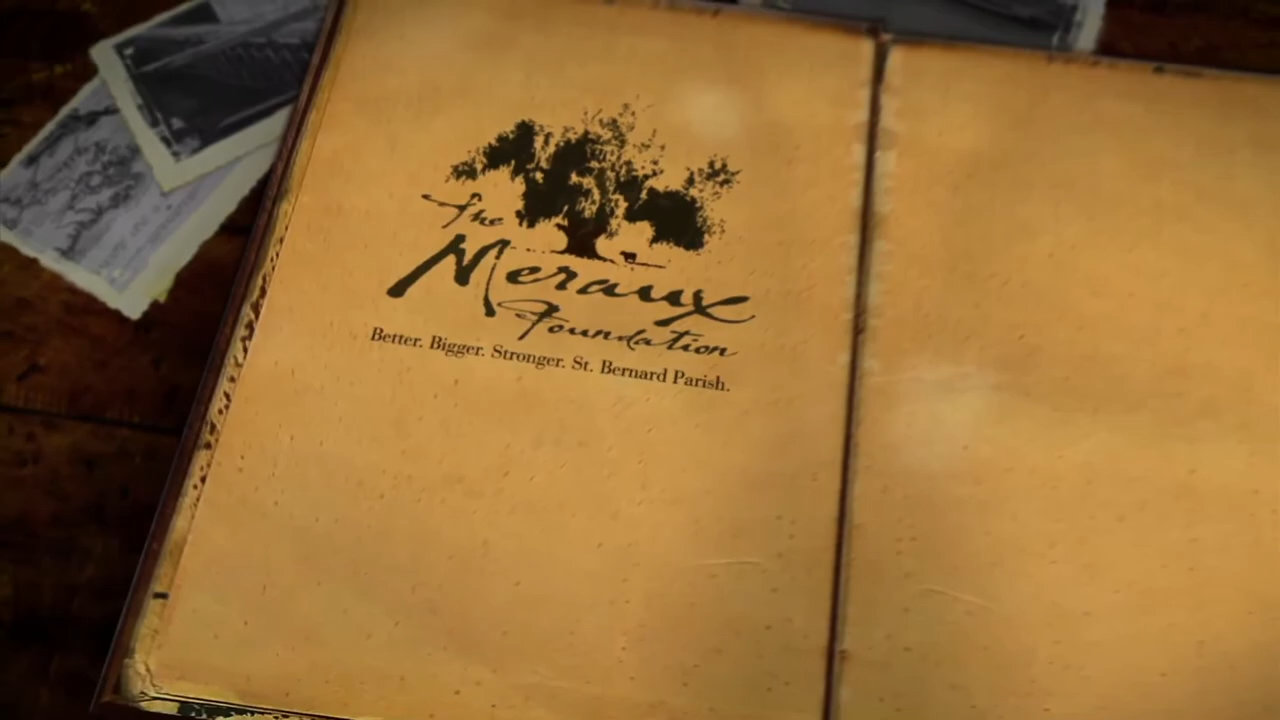 The
Meraux
Foundation
Better. Bigger. Stronger. St. Bernard Parish.